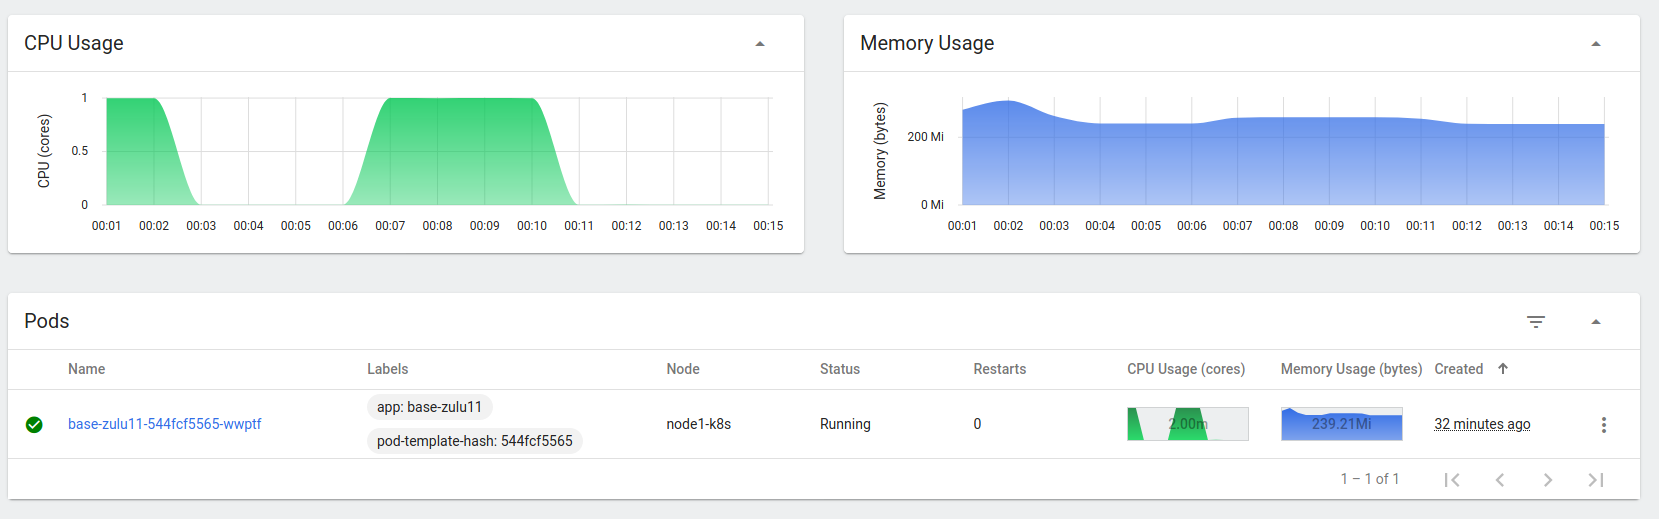 CPU Usage
CPU (cores)
1
0.5
0
00:01 00:02 00:03 00:04 00:05 00:06 00:07 00:08 00:09 00:10 00:11 00:12 00:13 00:14 00:15
Memory Usage
Memory (bytes)
200 Mi
0 Mi
00:01 00:02 00:03 00:04 00:05 00:06 00:07 00:08 00:09 00:10 00:11 00:12 00:13 00:14 00:15
Pods
Name Labels Node Status Restarts CPU Usage (cores) Memory Usage (bytes) Created
app: base-zulu11
base-zulu11-544fcf5565-wwptf node1-k8s Running 0 2.00m 239.21Mi 32 minutes ago
pod-template-hash: 544fcf5565
1 – 1 of 1